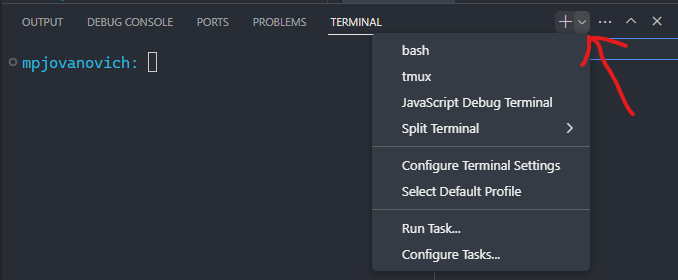 OUTPUT DEBUG CONSOLE PORTS PROBLEMS TERMINAL
mpjovanovich:
bash
tmux
JavaScript Debug Terminal
Split Terminal
Configure Terminal Settings
Select Default Profile
Run Task...
Configure Tasks...